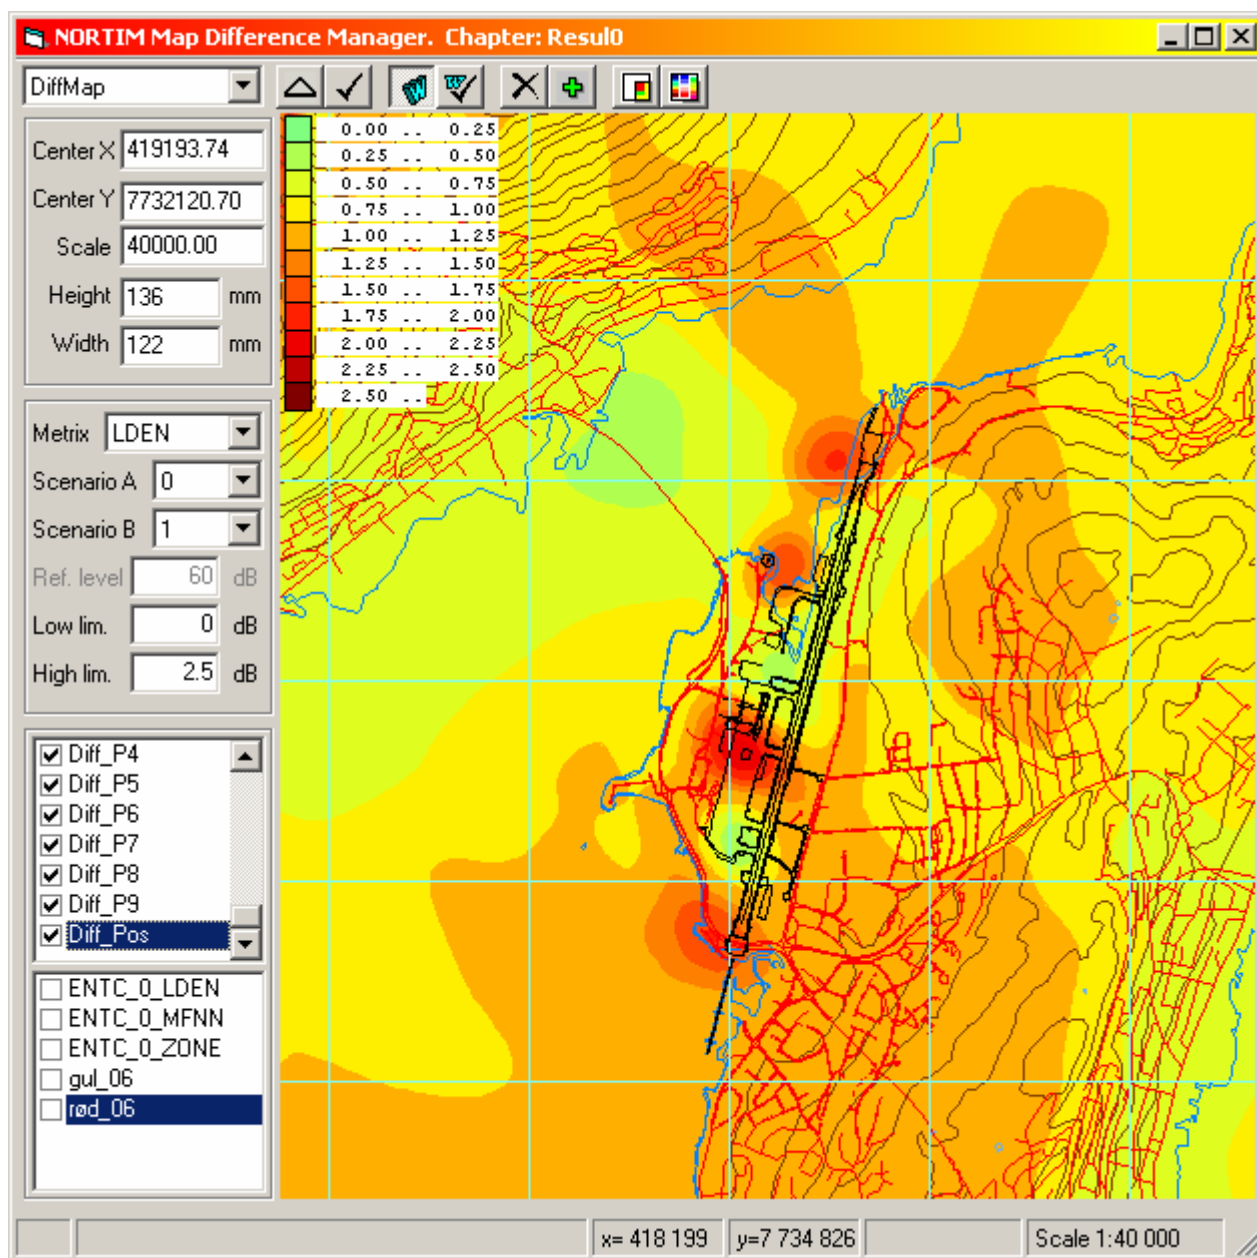 NORTIM Map Difference Manager. Chapter: Resul0
DiffMap
Center X 419193.74
Center Y 7732120.70
Scale 40000.00
Height 136 mm
Width 122 mm
Metrix LDEN
Scenario A 0
Scenario B 1
Ref. level 60 dB
Low lim. 0 dB
High lim. 2.5 dB
Diff_P4
Diff_P5
Diff_P6
Diff_P7
Diff_P8
Diff_P9
Diff_Pos
ENTC_0_LDEN
ENTC_0_MFNN
ENTC_0_ZONE
gul_06
rød_06
0.00 .. 0.25
0.25 .. 0.50
0.50 .. 0.75
0.75 .. 1.00
1.00 .. 1.25
1.25 .. 1.50
1.50 .. 1.75
1.75 .. 2.00
2.00 .. 2.25
2.25 .. 2.50
2.50 ..
x= 418 199 y=7 734 826 Scale 1:40 000